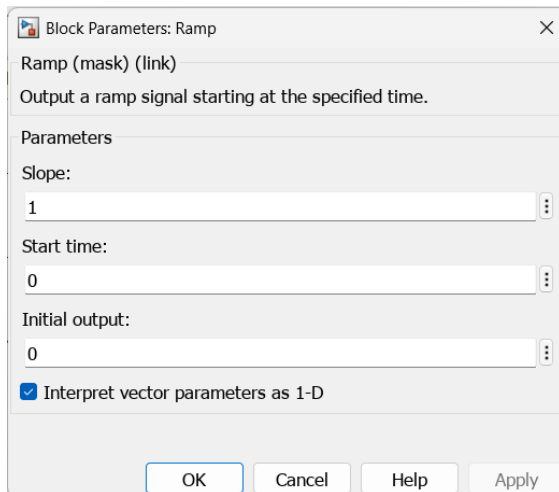 Block Parameters: Ramp
Ramp (mask) (link)
Output a ramp signal starting at the specified time.
Parameters
Slope:
1
Start time:
0
Initial output:
0
Interpret vector parameters as 1-D
OK Cancel Help Apply